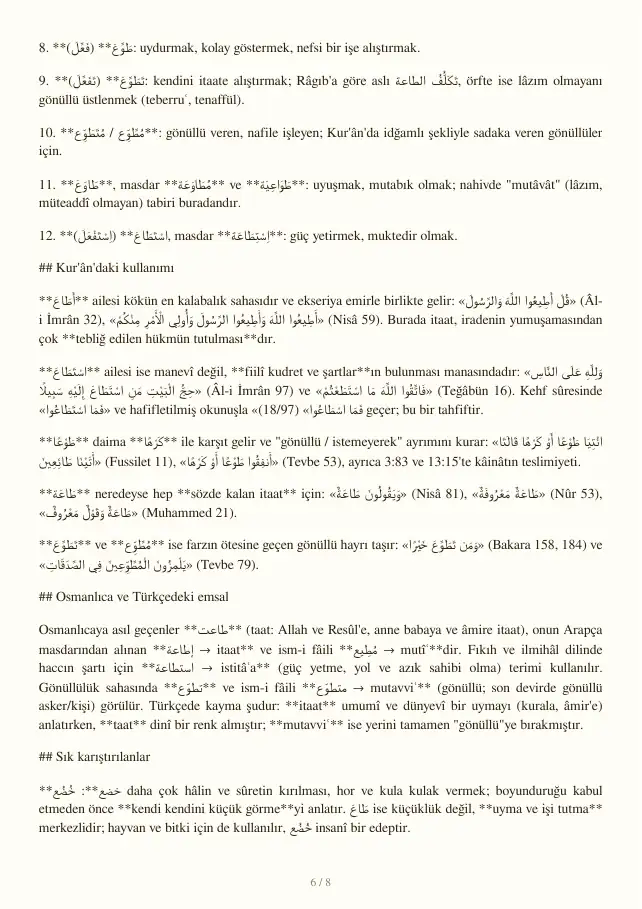 8. **طَوَّعَ** (فَعَّلَ): uydurmak, kolay göstermek, nefsi bir işe alıştırmak.
9. **تَطَوَّعَ** (تَفَعَّلَ): kendini itaate alıştırmak; Râgıb'a göre aslı تَكَلُّفُ الطاعة, örfte ise lâzım olmayanı
gönüllü üstlenmek (teberruʿ, tenaffül).
10. **مُطَّوِّع / مُتَطَوِّع**: gönüllü veren, nafile işleyen; Kur'ân'da idğamlı şekliyle sadaka veren gönüllüler
için.
11. **طَاوَعَ**, masdar **مُطَاوَعَة** ve **طَوَاعِيَة**: uyuşmak, mutabık olmak; nahivde "mutâvât" (lâzım,
müteaddî olmayan) tabiri buradandır.
12. **اسْتَطَاعَ** (اِسْتَفْعَلَ), masdar **اِسْتِطَاعَة**: güç yetirmek, muktedir olmak.
## Kur'ân'daki kullanımı
**أَطَاعَ** ailesi kökün en kalabalık sahasıdır ve ekseriya emirle birlikte gelir: «قُلْ أَطِيعُوا اللَّهَ وَالرَّسُولَ» (Âl-
i İmrân 32), «أَطِيعُوا اللَّهَ وَأَطِيعُوا الرَّسُولَ وَأُولِي الْأَمْرِ مِنْكُمْ» (Nisâ 59). Burada itaat, iradenin yumuşamasından
çok **tebliğ edilen hükmün tutulması**dır.
**اسْتَطَاعَ** ailesi ise manevî değil, **fiilî kudret ve şartlar**ın bulunması manasındadır: «وَلِلَّهِ عَلَى النَّاسِ
حِجُّ الْبَيْتِ مَنِ اسْتَطَاعَ إِلَيْهِ سَبِيلًا» (Âl-i İmrân 97) ve «فَاتَّقُوا اللَّهَ مَا اسْتَطَعْتُمْ» (Teğâbün 16). Kehf sûresinde
«فَمَا اسْتَطَاعُوا» ve hafifletilmiş okunuşla «فَمَا اسْطَاعُوا» (18/97) geçer; bu bir tahfiftir.
**طَوْعًا** daima **كَرْهًا** ile karşıt gelir ve "gönüllü / istemeyerek" ayrımını kurar: «ائْتِيَا طَوْعًا أَوْ كَرْهًا قَالَتَا
أَتَيْنَا طَائِعِينَ» (Fussilet 11), «أَنفِقُوا طَوْعًا أَوْ كَرْهًا» (Tevbe 53), ayrıca 3:83 ve 13:15'te kâinâtın teslimiyeti.
**طَاعَة** neredeyse hep **sözde kalan itaat** için: «وَيَقُولُونَ طَاعَةٌ» (Nisâ 81), «طَاعَةٌ مَعْرُوفَةٌ» (Nûr 53),
«طَاعَةٌ وَقَوْلٌ مَعْرُوفٌ» (Muhammed 21).
**تَطَوَّعَ** ve **مُطَّوِّع** ise farzın ötesine geçen gönüllü hayrı taşır: «وَمَن تَطَوَّعَ خَيْرًا» (Bakara 158, 184) ve
«يَلْمِزُونَ الْمُطَّوِّعِينَ فِي الصَّدَقَاتِ» (Tevbe 79).
## Osmanlıca ve Türkçedeki emsal
Osmanlıcaya asıl geçenler **طاعت** (taat: Allah ve Resûl'e, anne babaya ve âmire itaat), onun Arapça
masdarından alınan **إطاعة → itaat** ve ism-i fâili **مُطِيع → mutîʿ**dir. Fıkıh ve ilmihâl dilinde
haccın şartı için **استطاعة → istitâʿa** (güç yetme, yol ve azık sahibi olma) terimi kullanılır.
Gönüllülük sahasında **تطوّع** ve ism-i fâili **متطوّع → mutavviʿ** (gönüllü; son devirde gönüllü
asker/kişi) görülür. Türkçede kayma şudur: **itaat** umumî ve dünyevî bir uymayı (kurala, âmir'e)
anlatırken, **taat** dinî bir renk almıştır; **mutavviʿ** ise yerini tamamen "gönüllü"ye bırakmıştır.
## Sık karıştırılanlar
**خضع: خُضُع** daha çok hâlin ve sûretin kırılması, hor ve kula kulak vermek; boyunduruğu kabul
etmeden önce **kendi kendini küçük görme**yi anlatır. طَاعَ ise küçüklük değil, **uyma ve işi tutma**
merkezlidir; hayvan ve bitki için de kullanılır, خُضُع insanî bir edeptir.
6 / 8